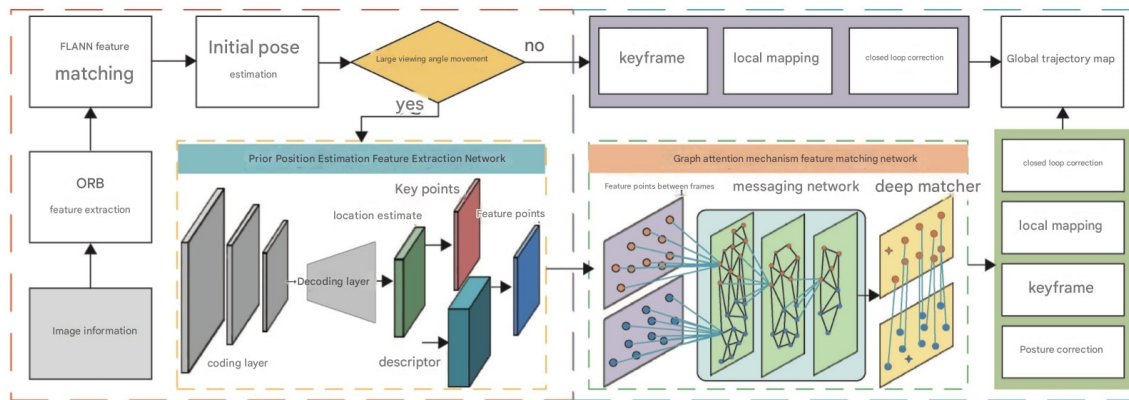 FLANN feature
matching
Initial pose
estimation
Large viewing angle movement
no
yes
keyframe
local mapping
closed loop correction
Global trajectory map
ORB
feature extraction
Image information
Prior Position Estimation Feature Extraction Network
Key points
location estimate
Feature points
Decoding layer
coding layer
descriptor
Graph attention mechanism feature matching network
Feature points between frames
messaging network
deep matcher
closed loop correction
local mapping
keyframe
Posture correction